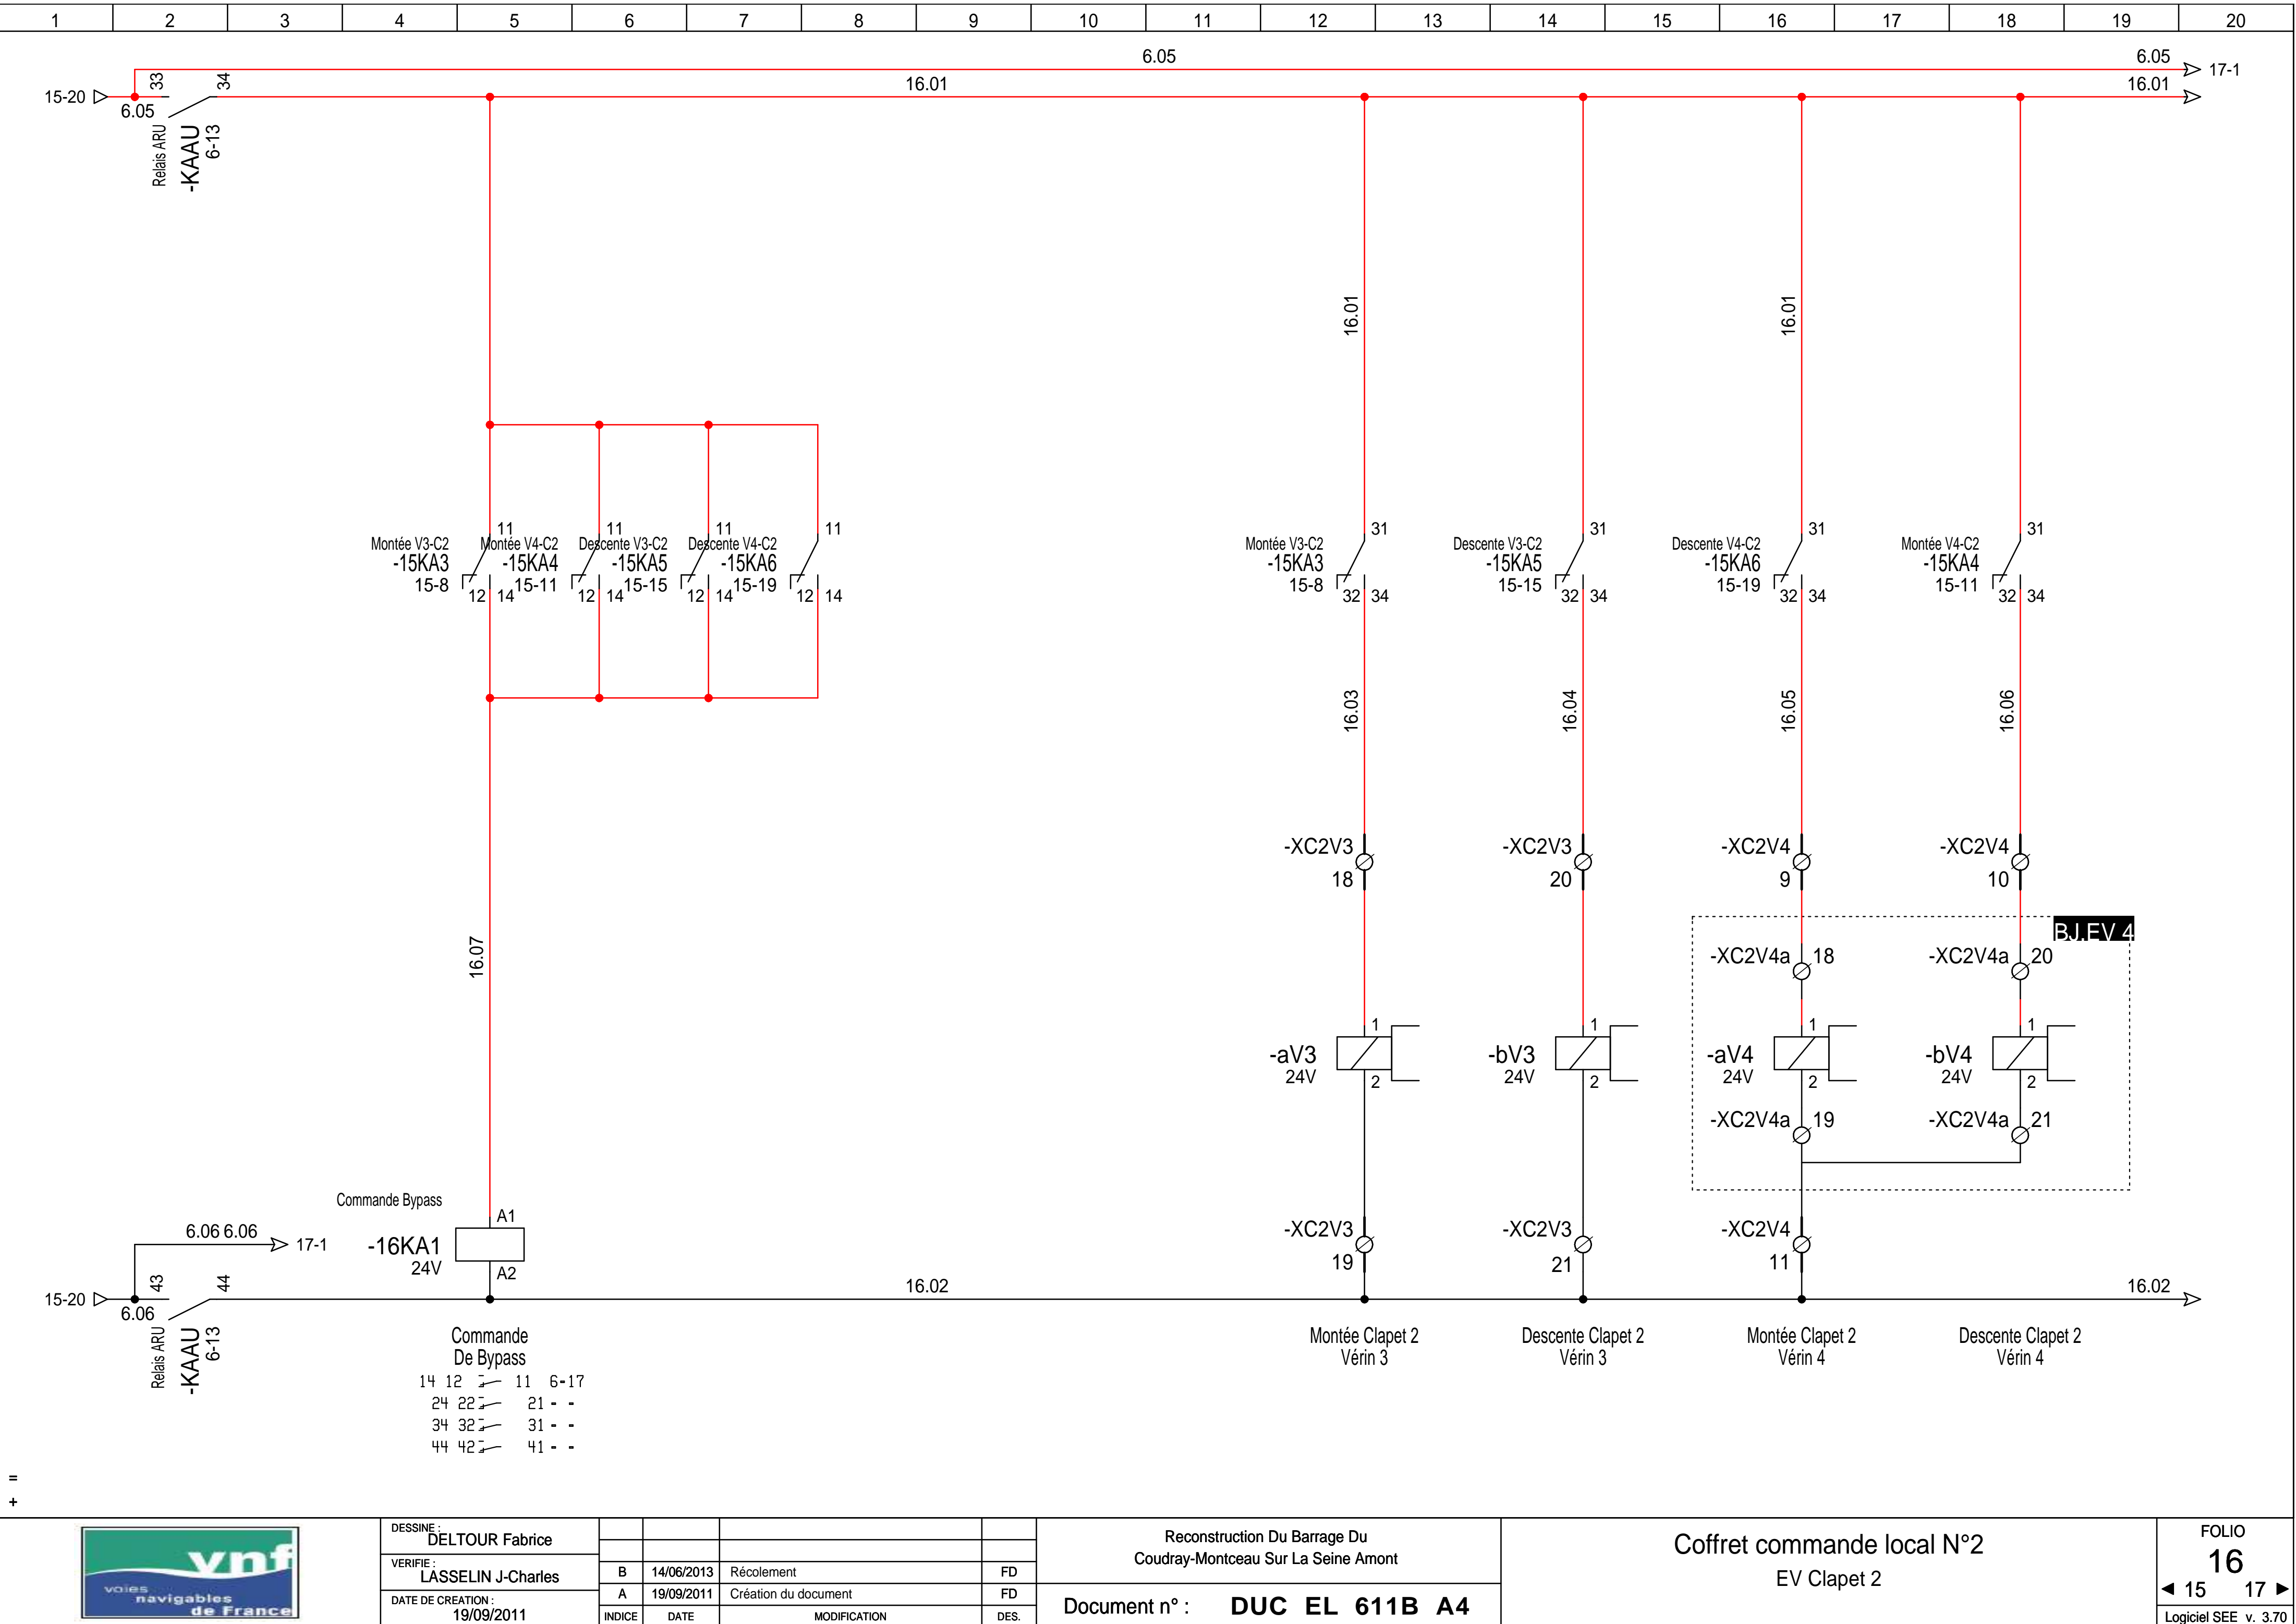 1 2 3 4 5 6 7 8 9 10 11 12 13 14 15 16 17 18 19 20
6.05 6.05
17-1
16.01 16.01
15-20
6.05
33 34
Relais ARU
-KAAU
6-13
16.01 16.01
11 11 11 11
Montée V3-C2 Montée V4-C2 Descente V3-C2 Descente V4-C2
-15KA3 -15KA4 -15KA5 -15KA6
15-8 15-11 15-15 15-19
12 14 12 14 12 14 12 14
31 31 31 31
Montée V3-C2 Descente V3-C2 Descente V4-C2 Montée V4-C2
-15KA3 -15KA5 -15KA6 -15KA4
15-8 15-15 15-19 15-11
32 34 32 34 32 34 32 34
16.03 16.04 16.05 16.06
-XC2V3 -XC2V3 -XC2V4 -XC2V4
18 20 9 10
BJ.EV 4
16.07
-XC2V4a 18 -XC2V4a 20
1 1 1 1
-aV3 -bV3 -aV4 -bV4
24V 24V 24V 24V
2 2 2 2
-XC2V4a 19 -XC2V4a 21
Commande Bypass
A1
-16KA1
24V
A2
6.06 6.06
17-1
-XC2V3 -XC2V3 -XC2V4
19 21 11
15-20
6.06
43 44
Relais ARU
-KAAU
6-13
16.02 16.02
Commande
De Bypass
14 12 11 6-17
24 22 21 - -
34 32 31 - -
44 42 41 - -
Montée Clapet 2
Vérin 3
Descente Clapet 2
Vérin 3
Montée Clapet 2
Vérin 4
Descente Clapet 2
Vérin 4
=
+
vnf
voies
navigables
de France
DESSINE :
DELTOUR Fabrice
VERIFIE :
LASSELIN J-Charles
DATE DE CREATION :
19/09/2011
B 14/06/2013 Récolement FD
A 19/09/2011 Création du document FD
INDICE DATE MODIFICATION DES.
Reconstruction Du Barrage Du
Coudray-Montceau Sur La Seine Amont
Document n° : DUC EL 611B A4
Coffret commande local N°2
EV Clapet 2
FOLIO
16
◄ 15 17 ►
Logiciel SEE v. 3.70